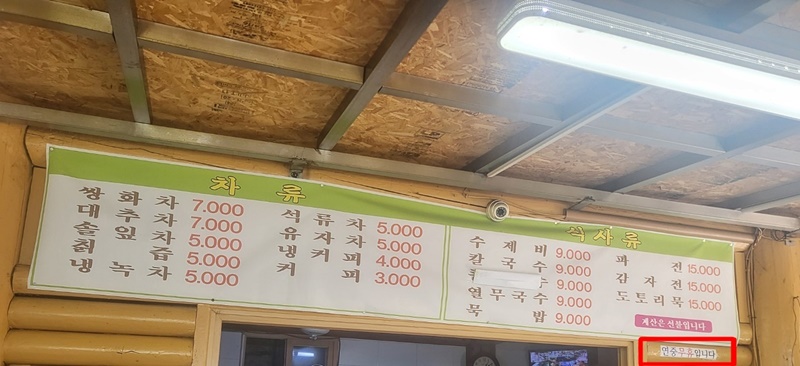 차 류
쌍 화 차 7.000
대 추 차 7.000
솔 잎 차 5.000
칡 즙 5.000
냉 녹 차 5.000
석 류 차 5.000
유 자 차 5.000
냉 커 피 4.000
커 피 3.000
식 사 류
수 제 비 9.000
칼 국 수 9.000
수 9.000
열 무 국 수 9.000
묵 밥 9.000
파 전 15.000
감 자 전 15.000
도 토 리 묵 15.000
계산은 선불입니다
연중무휴입니다